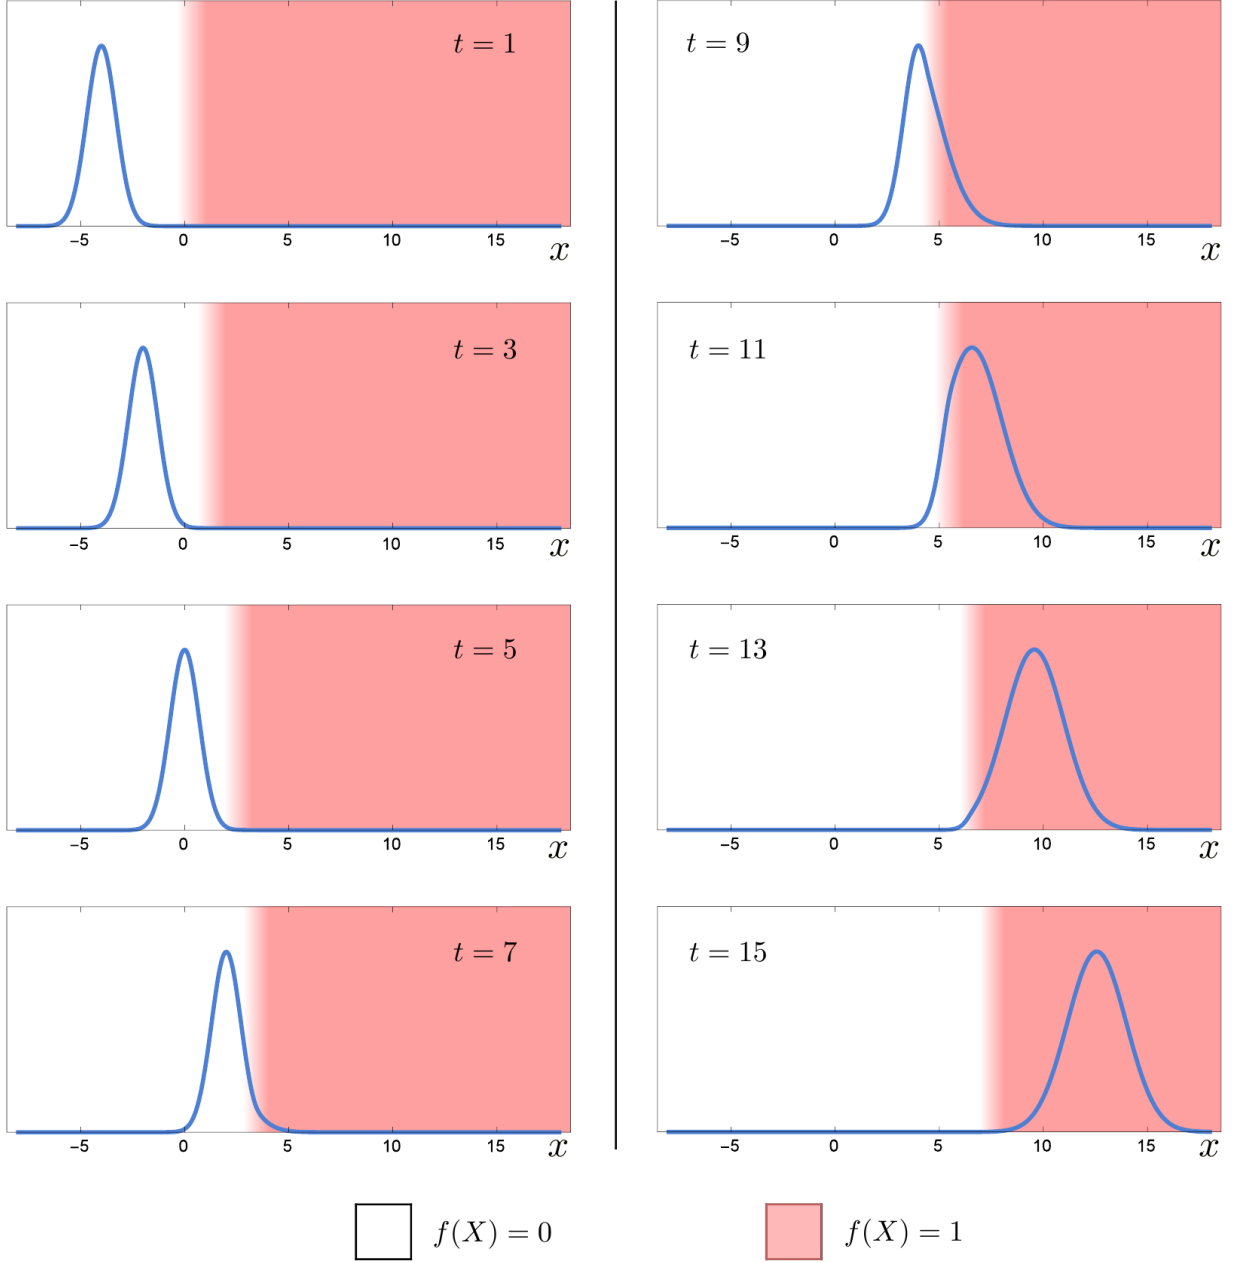 t = 1
−5 0 5 10 15
x
t = 3
−5 0 5 10 15
x
t = 5
−5 0 5 10 15
x
t = 7
−5 0 5 10 15
x
t = 9
−5 0 5 10 15
x
t = 11
−5 0 5 10 15
x
t = 13
−5 0 5 10 15
x
t = 15
−5 0 5 10 15
x
f(X) = 0
f(X) = 1